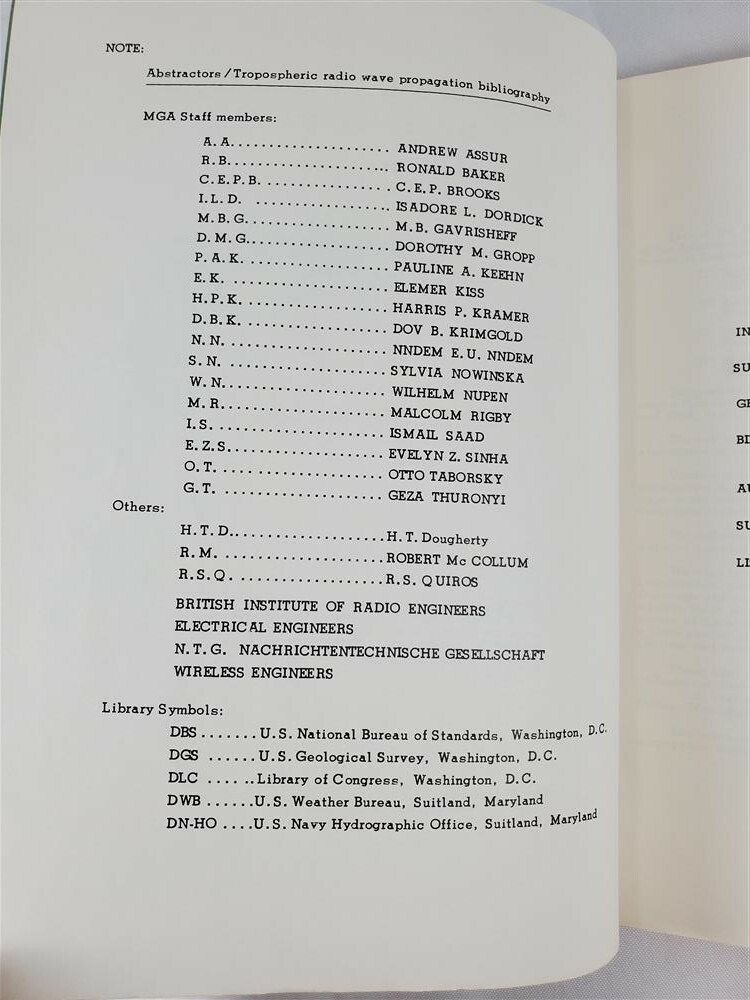 NOTE:
Abstractors/Tropospheric radio wave propagation bibliography
MGA Staff members:
A.A.................... ANDREW ASSUR
R.B.................... RONALD BAKER
C.E.P.B. ................ C.E.P. BROOKS
I.L.D. ................. ISADORE L. DORDICK
M.B.G.................. M.B. GAVRISHEFF
D.M.G.................. DOROTHY M. GROPP
P.A.K. ................. PAULINE A. KEEHN
E.K. ................... ELEMER KISS
H.P.K. ................. HARRIS P. KRAMER
D.B.K. ................. DOV B. KRIMGOLD
N.N. ................... NNDEM E.U. NNDEM
S.N. ................... SYLVIA NOWINSKA
W.N.................... WILHELM NUPEN
M.R.................... MALCOLM RIGBY
I.S. .................... ISMAIL SAAD
E.Z.S................... EVELYN Z. SINHA
O.T. ................... OTTO TABORSKY
G.T. ................... GEZA THURONYI
Others:
H.T.D....................H.T. Dougherty
R.M. ...................ROBERT Mc COLLUM
R.S.Q ..................R.S. QUIROS
BRITISH INSTITUTE OF RADIO ENGINEERS
ELECTRICAL ENGINEERS
N.T.G. NACHRICHTENTECHNISCHE GESELLSCHAFT
WIRELESS ENGINEERS
Library Symbols:
DBS .......U.S. National Bureau of Standards, Washington, D.C.
DGS ......U.S. Geological Survey, Washington, D.C.
DLC ......Library of Congress, Washington, D.C.
DWB ......U.S. Weather Bureau, Suitland, Maryland
DN-HO ....U.S. Navy Hydrographic Office, Suitland, Maryland
IN
SU
GE
BD
AU
SU
LI